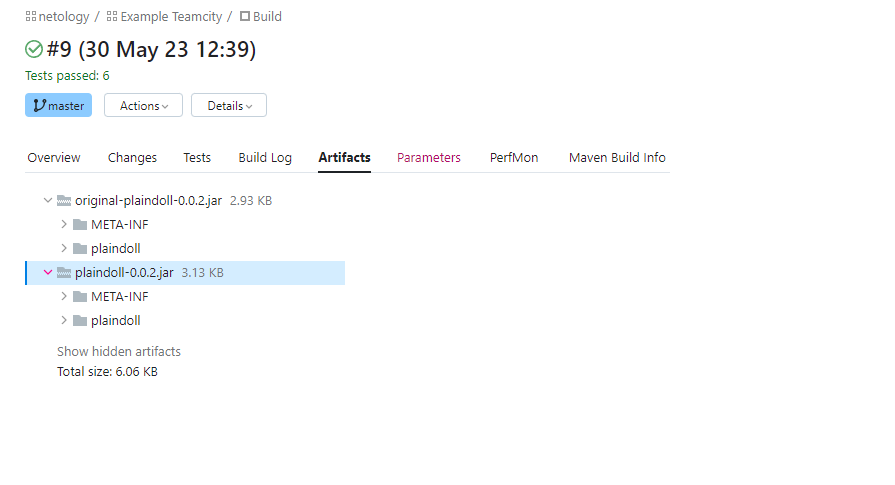 netology / Example Teamcity / Build
#9 (30 May 23 12:39)
Tests passed: 6
master Actions Details
Overview Changes Tests Build Log Artifacts Parameters PerfMon Maven Build Info
original-plaindoll-0.0.2.jar 2.93 KB
META-INF
plaindoll
plaindoll-0.0.2.jar 3.13 KB
META-INF
plaindoll
Show hidden artifacts
Total size: 6.06 KB